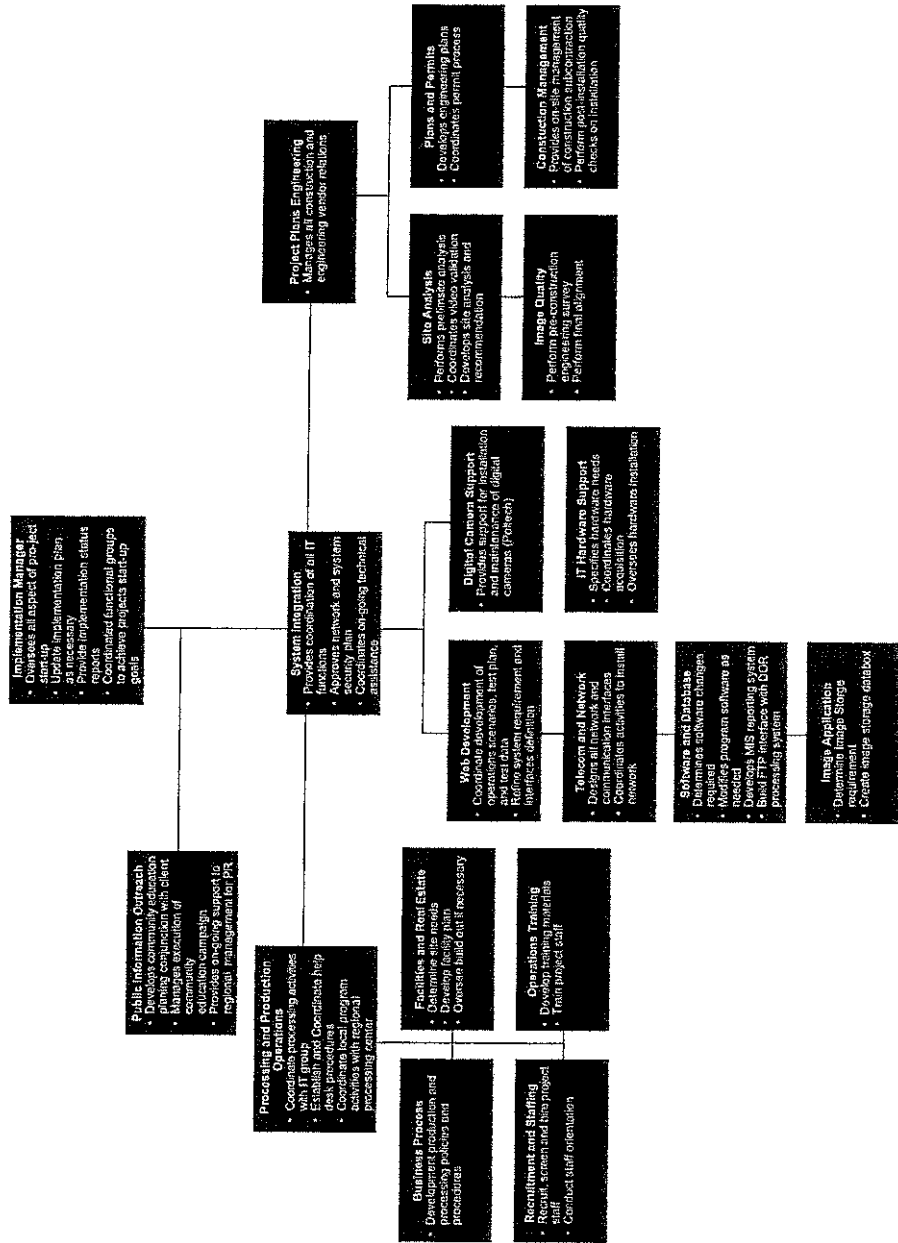 Implementation Manager
• Oversees all aspect of pro-ject
start-up
• Update implementation plan
as necessary
• Provide implementation status
reports
• Coordinated functional groups
to achieve projects start-up
goals
Public Information Outreach
• Develops community education
planing conjunction with client
• Manages execution of
community
education campaign
• Provides on-going support to
regional management for PR
Processing and Production
Operations
• Coordinate processing activities
with IT group
• Establish and Coordinate help
desk procedures
• Coordinate local program
activities with regional
processing center
System Integration
• Provides coordination of all IT
functions
• Approves network and system
security plan
• Coordinates on-going technical
assistance
Project Plans Engineering
• Manages all construction and
engineering vendor relations
Business Process
• Development production and
processing policies and
procedures
Facilities and Real Estate
• Determine site needs
• Develop facility plan
• Oversee build out if necessary
Recruitment and Staffing
• Recruit, screen and hire project
staff
• Conduct staff orientation
Operations Training
• Develop training materials
• Train project staff
Web Development
• Coordinate development of
operations scenarios, test plan,
and test data
• Refine system requirement and
interfaces definition
Digital Camera Support
• Provides support for installation
and maintenance of digital
cameras (Poltech)
Telecom and Network
• Designs all network and
communication interfaces
• Coordinates activities to install
network
IT Hardware Support
• Specifies hardware needs
• Coordinates hardware
acquisition
• Oversees hardware installation
Software and Database
• Determines software changes
required
• Modifies program software as
needed
• Develops MIS reporting system
• Build FTP interface with DOR
processing system
Image Application
• Determine Image Storge
requirement
• Create image storage databox
Site Analysis
• Performs prelimsite analysis
• Coordinates video validation
• Develops site analysis and
recommendation
Plans and Permits
• Develops engineering plans
• Coordinates permit process
Image Quality
• Perform pre-construction
engineering survey
• Perform final alignment
Constuction Management
• Provides on-site management
of construction subcontraction
• Perform post-installation quality
checks on installation